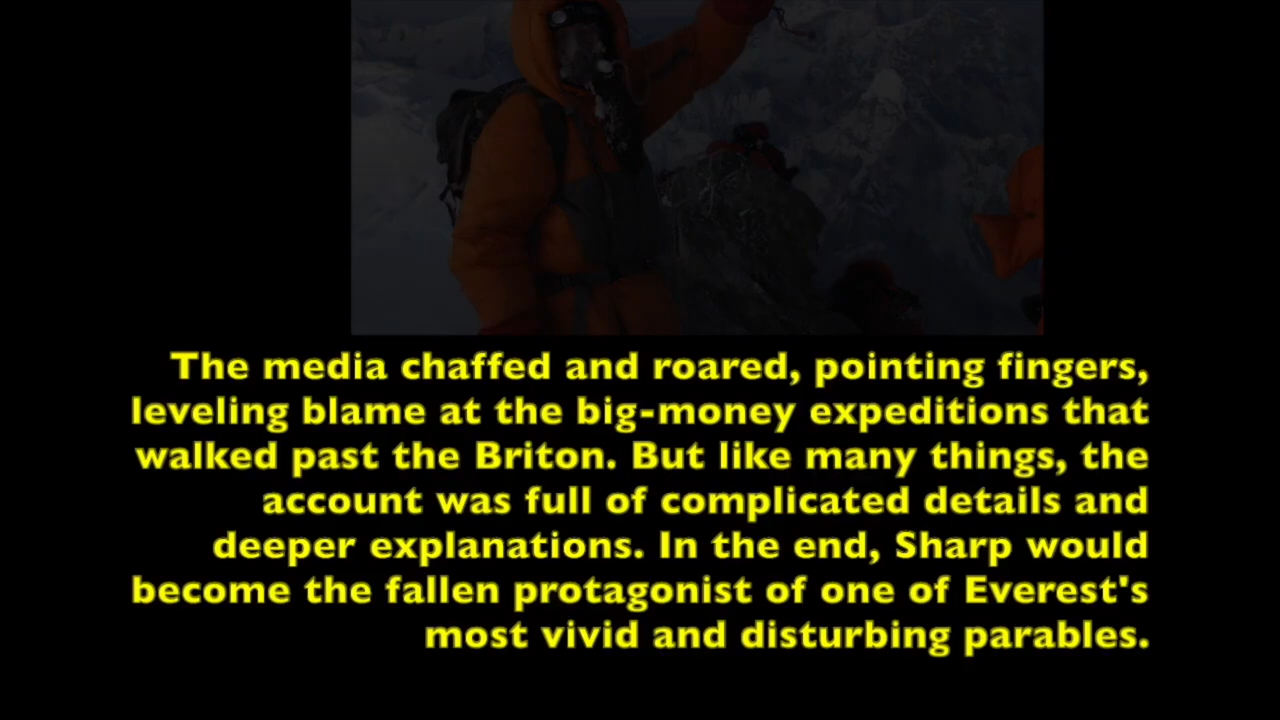 The media chaffed and roared, pointing fingers,
leveling blame at the big-money expeditions that
walked past the Briton. But like many things, the
account was full of complicated details and
deeper explanations. In the end, Sharp would
become the fallen protagonist of one of Everest's
most vivid and disturbing parables.